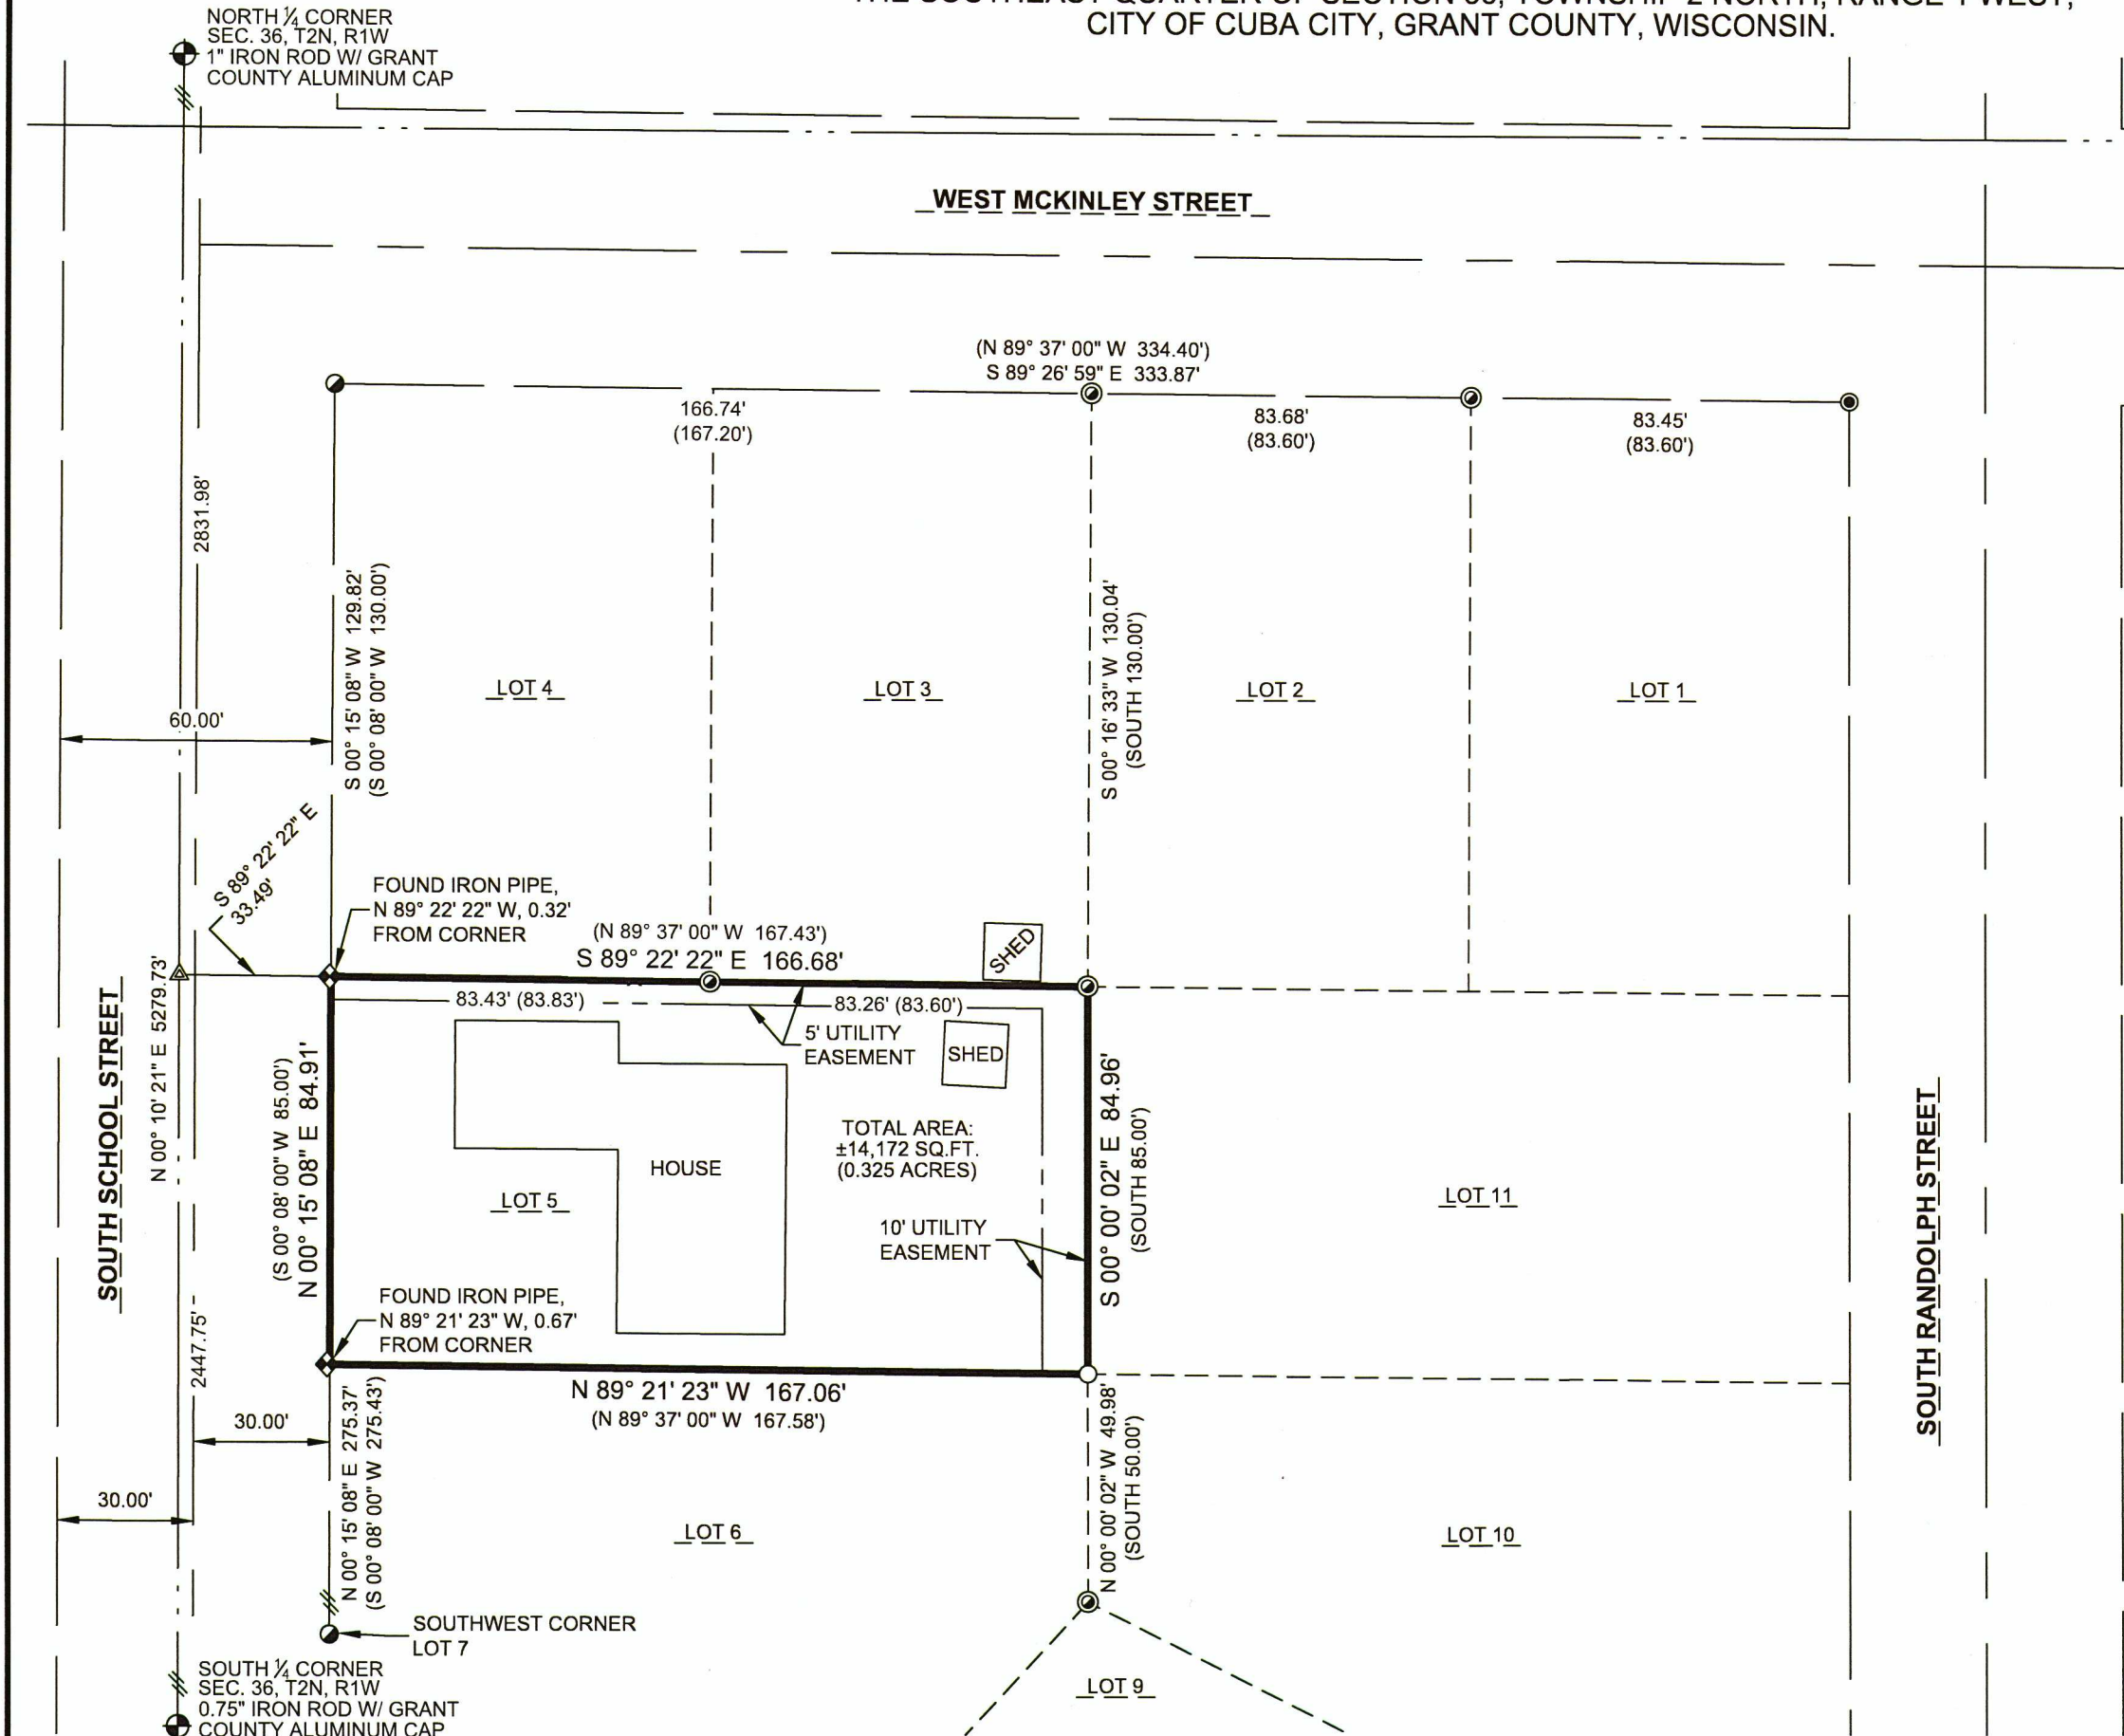 CITY OF CUBA CITY, GRANT COUNTY, WISCONSIN.
NORTH ¼ CORNER
SEC. 36, T2N, R1W
1" IRON ROD W/ GRANT
COUNTY ALUMINUM CAP
WEST MCKINLEY STREET
(N 89° 37' 00" W 334.40')
S 89° 26' 59" E 333.87'
166.74'
(167.20')
83.68'
(83.60')
83.45'
(83.60')
2831.98'
S 00° 15' 08" W 129.82'
(S 00° 08' 00" W 130.00')
S 00° 16' 33" W 130.04'
(SOUTH 130.00')
LOT 4
LOT 3
LOT 2
LOT 1
60.00'
S 89° 22' 22" E
33.49'
FOUND IRON PIPE,
N 89° 22' 22" W, 0.32'
FROM CORNER
(N 89° 37' 00" W 167.43')
S 89° 22' 22" E 166.68'
SHED
83.43' (83.83')
83.26' (83.60')
5' UTILITY
EASEMENT
SHED
SOUTH SCHOOL STREET
N 00° 10' 21" E 5279.73'
(S 00° 08' 00" W 85.00')
N 00° 15' 08" E 84.91'
TOTAL AREA:
±14,172 SQ.FT.
(0.325 ACRES)
HOUSE
LOT 5
10' UTILITY
EASEMENT
S 00° 00' 02" E 84.96'
(SOUTH 85.00')
LOT 11
SOUTH RANDOLPH STREET
FOUND IRON PIPE,
N 89° 21' 23" W, 0.67'
FROM CORNER
2447.75'
N 89° 21' 23" W 167.06'
(N 89° 37' 00" W 167.58')
30.00'
30.00'
N 00° 15' 08" E 275.37'
(S 00° 08' 00" W 275.43')
N 00° 00' 02" W 49.98'
(SOUTH 50.00')
LOT 6
LOT 10
SOUTHWEST CORNER
LOT 7
LOT 9
SOUTH ¼ CORNER
SEC. 36, T2N, R1W
0.75" IRON ROD W/ GRANT
COUNTY ALUMINUM CAP